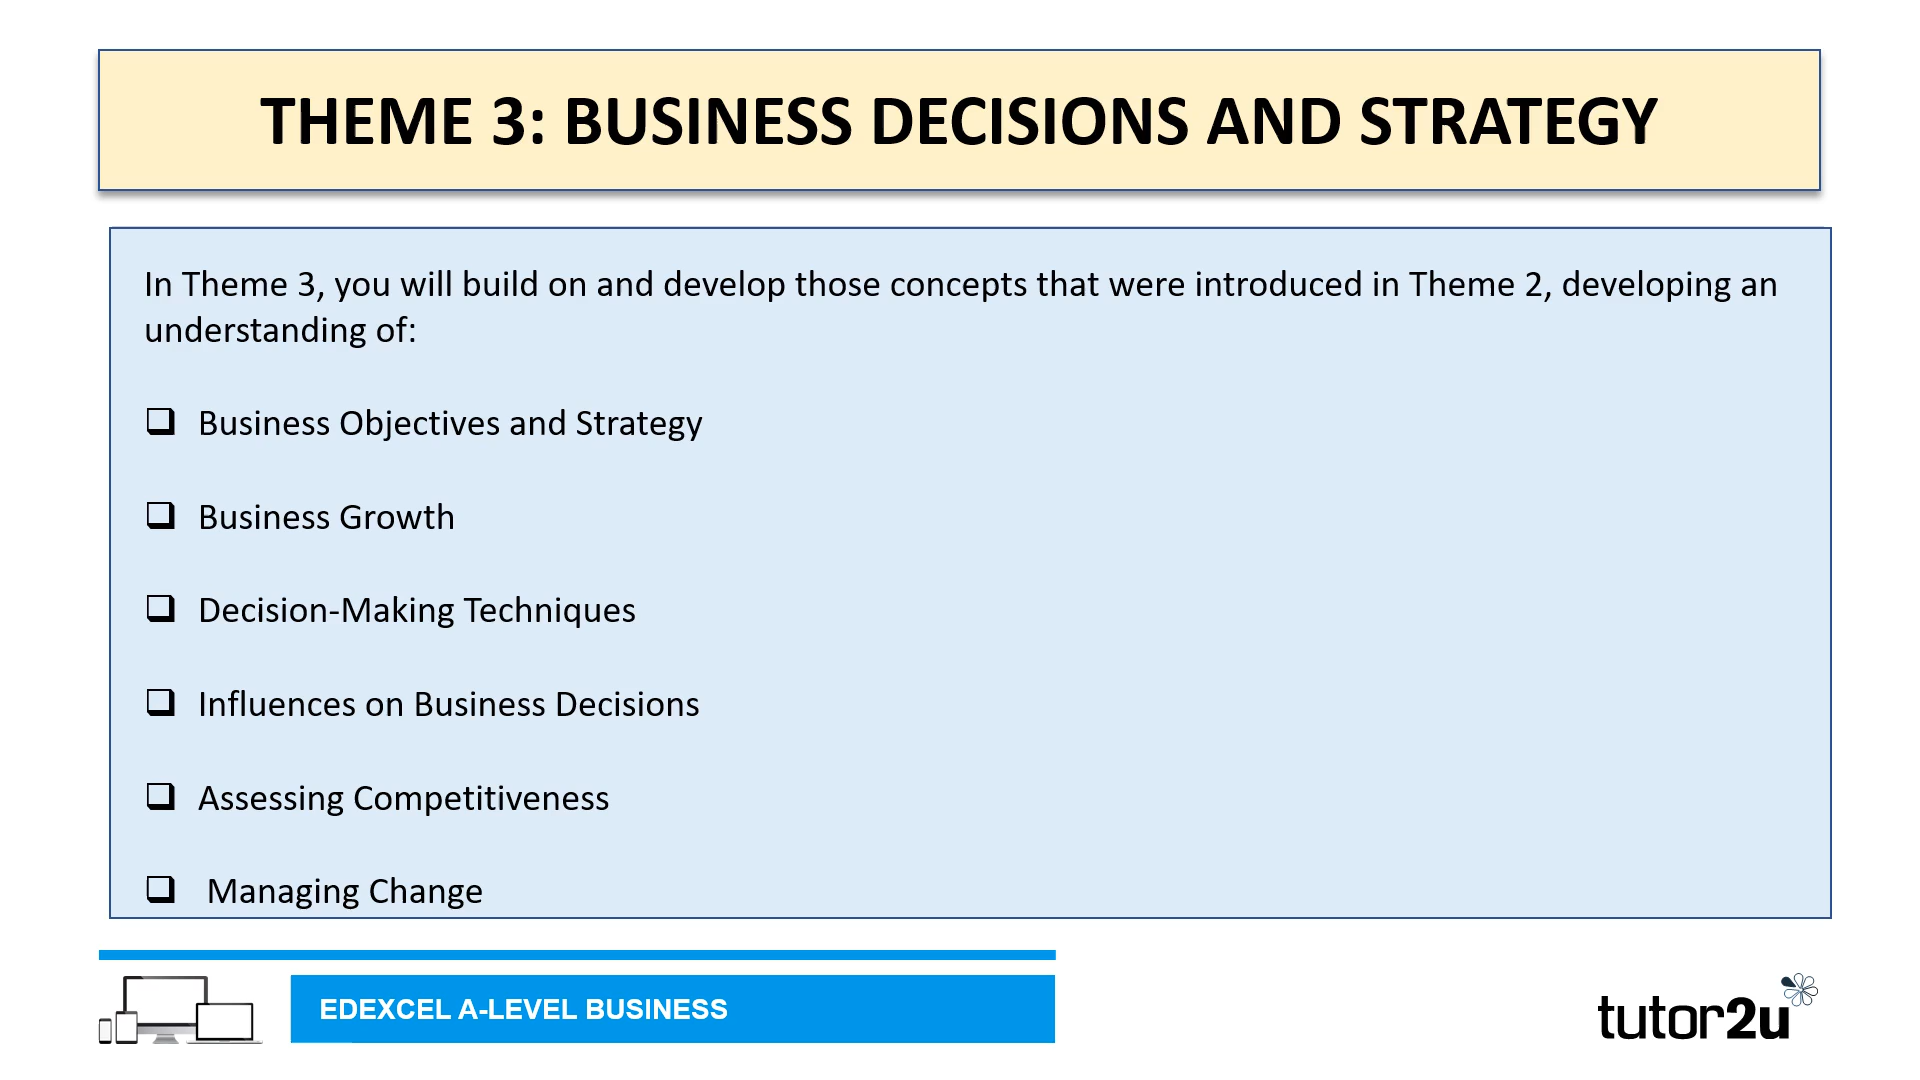 THEME 3: BUSINESS DECISIONS AND STRATEGY
In Theme 3, you will build on and develop those concepts that were introduced in Theme 2, developing an
understanding of:
❑ Business Objectives and Strategy
❑ Business Growth
❑ Decision-Making Techniques
❑ Influences on Business Decisions
❑ Assessing Competitiveness
❑ Managing Change
EDEXCEL A-LEVEL BUSINESS
tutor2u